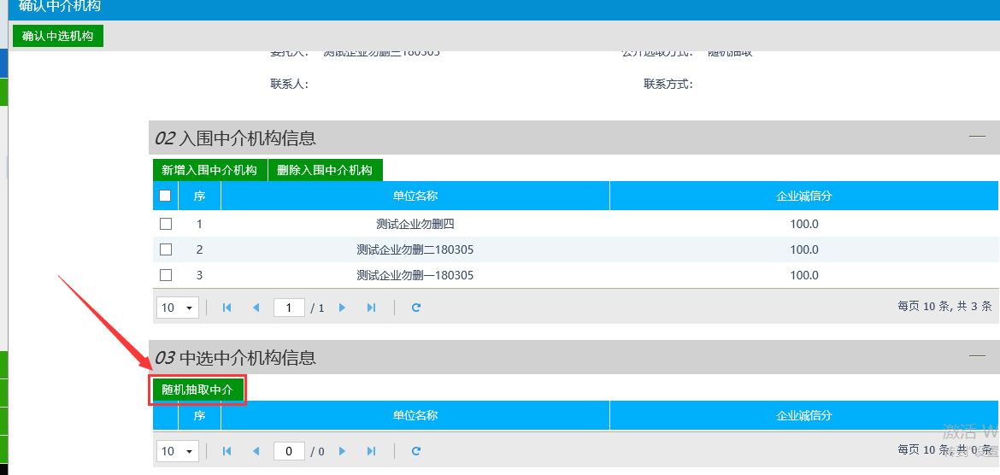 确认中介机构
确认中选机构
委托人： 测试企业勿删三180305 公开选取方式： 随机抽取
联系人： 联系方式：
02 入围中介机构信息
新增入围中介机构 删除入围中介机构
序 单位名称 企业诚信分
1 测试企业勿删四 100.0
2 测试企业勿删二180305 100.0
3 测试企业勿删一180305 100.0
10 1 / 1 每页 10 条, 共 3 条
03 中选中介机构信息
随机抽取中介
序 单位名称 企业诚信分
激活 W
10 0 / 0 每页 10 条, 共 0 条
转到"设置